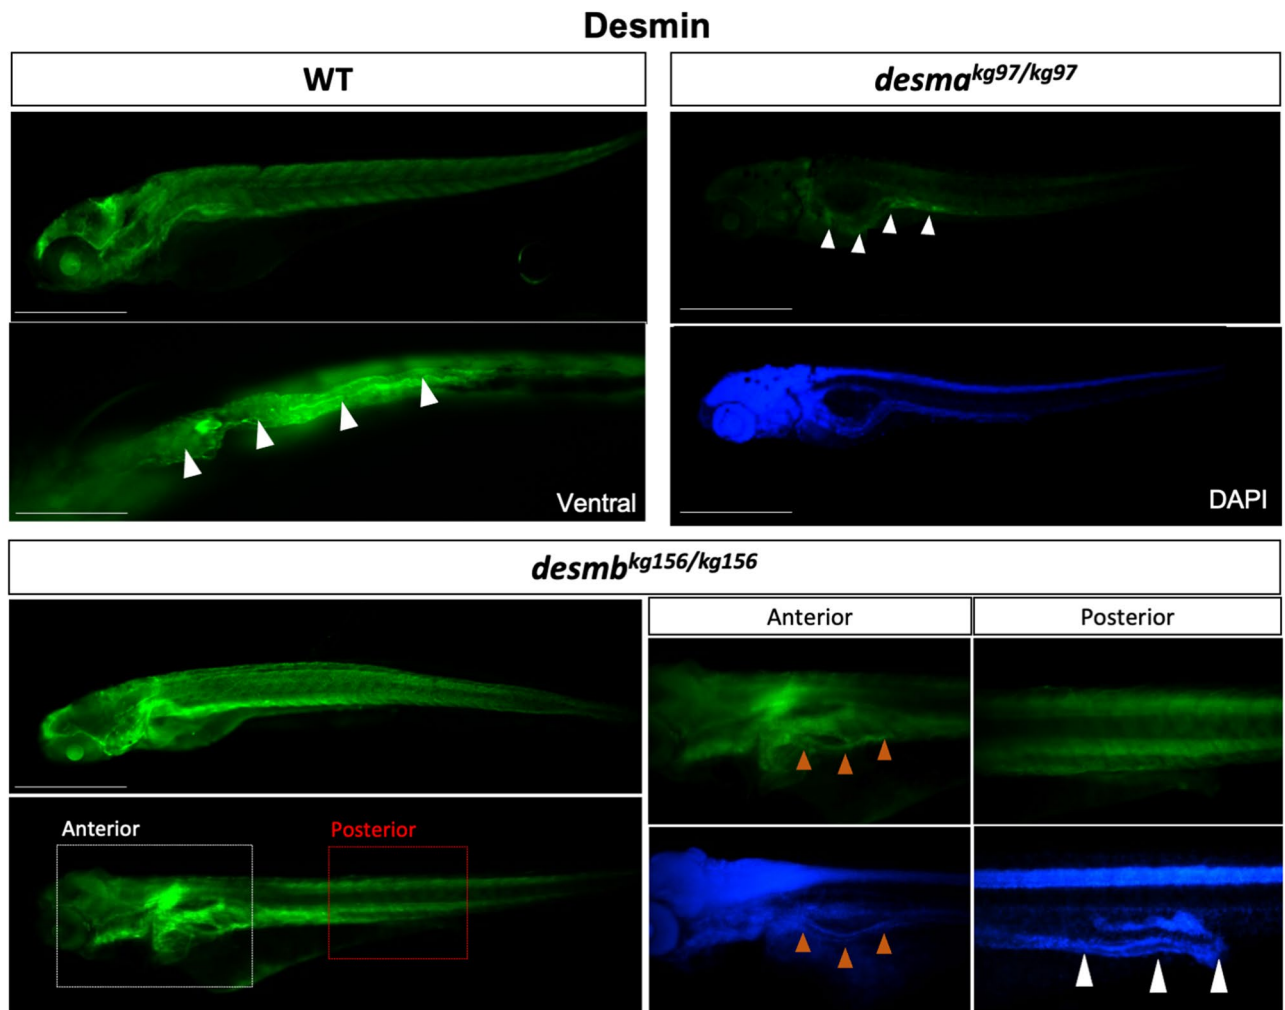 Desmin
WT
desma^kg97/kg97
Ventral
DAPI
desmb^kg156/kg156
Anterior
Posterior
Anterior
Posterior